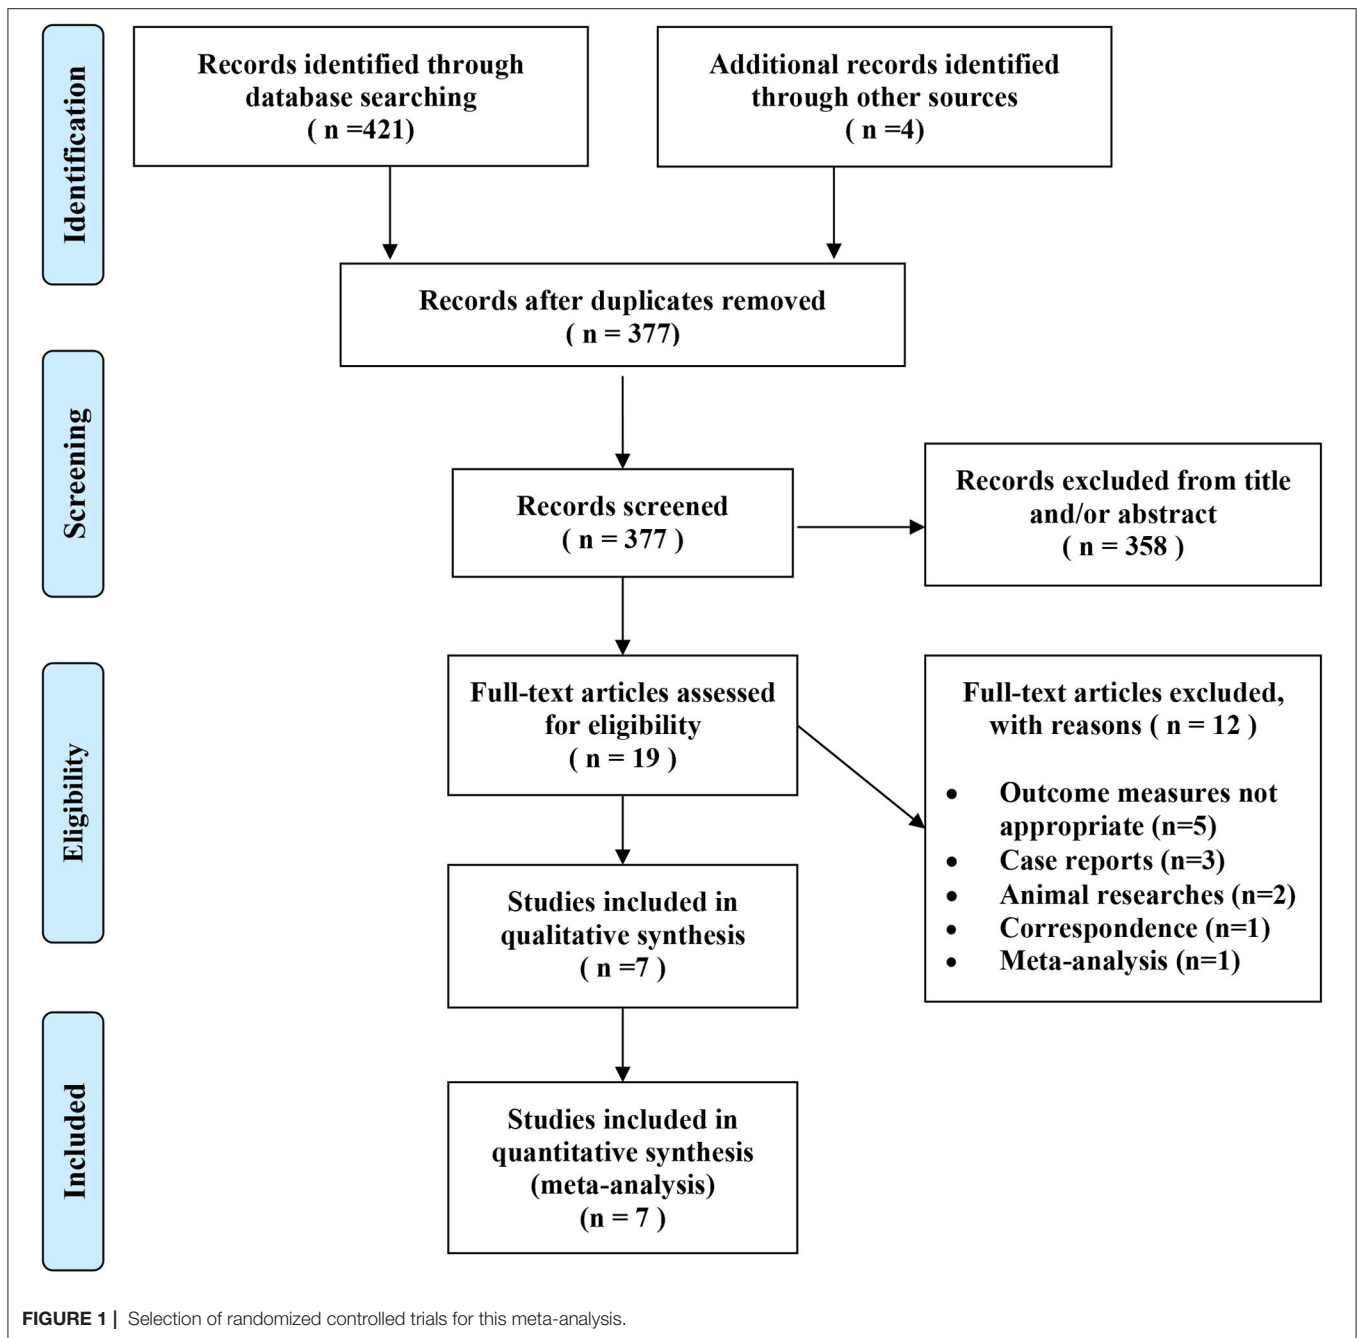 Identification
Records identified through
database searching
( n =421)
Additional records identified
through other sources
( n =4)
Records after duplicates removed
( n = 377)
Screening
Records screened
( n = 377 )
Records excluded from title
and/or abstract
( n = 358 )
Eligibility
Full-text articles assessed
for eligibility
( n = 19 )
Full-text articles excluded,
with reasons ( n = 12 )
• Outcome measures not
appropriate (n=5)
• Case reports (n=3)
• Animal researches (n=2)
• Correspondence (n=1)
• Meta-analysis (n=1)
Studies included in
qualitative synthesis
( n =7 )
Included
Studies included in
quantitative synthesis
(meta-analysis)
(n = 7 )
FIGURE 1 | Selection of randomized controlled trials for this meta-analysis.